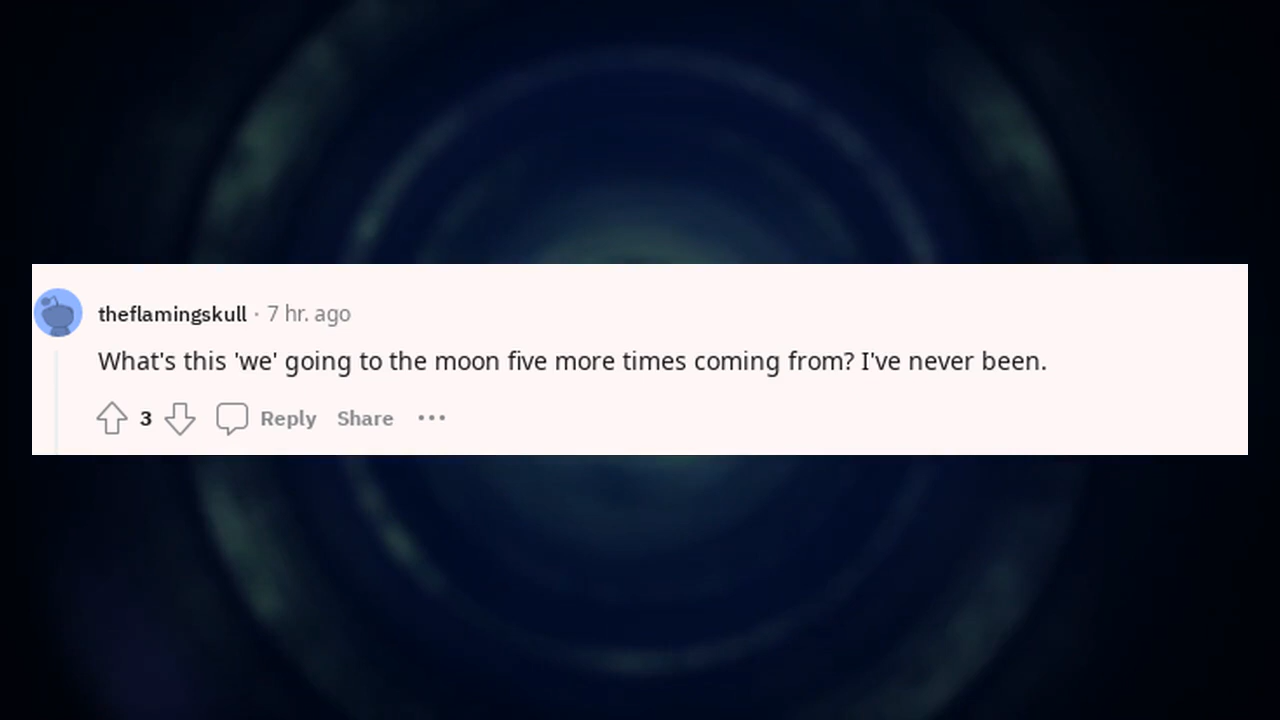 theflamingskull · 7 hr. ago
What's this 'we' going to the moon five more times coming from? I've never been.
3 Reply Share ···